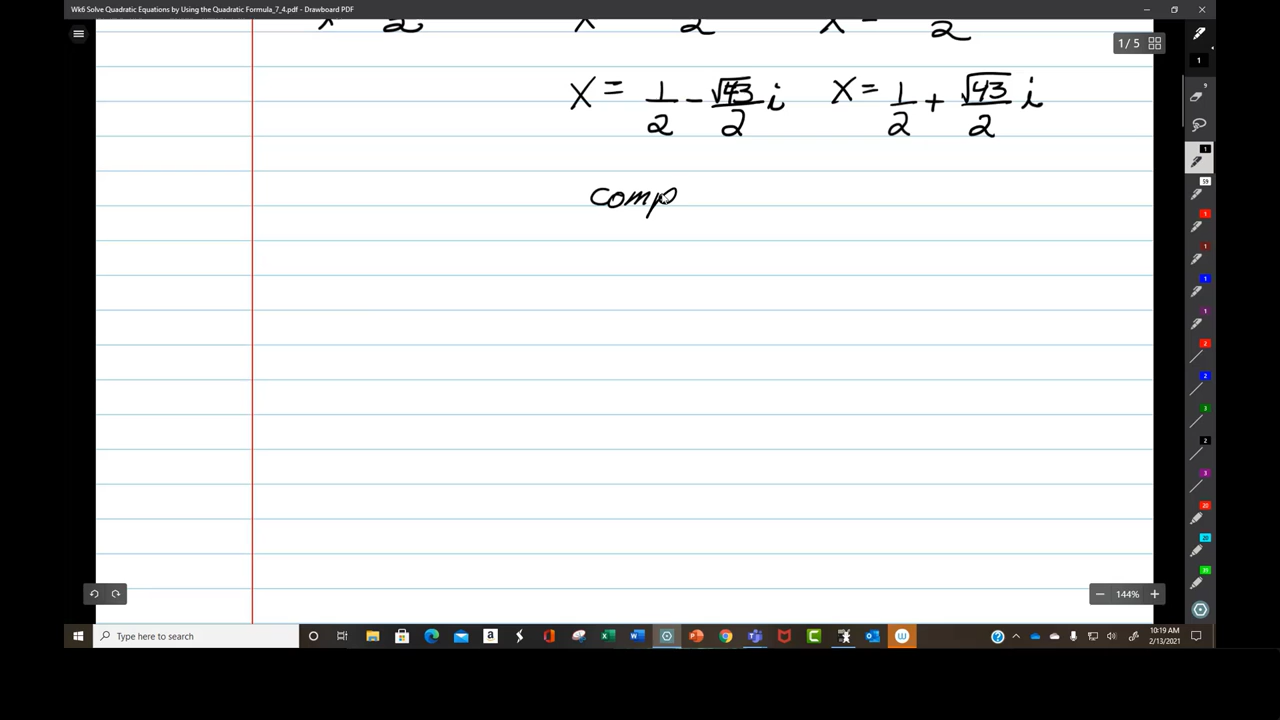 Wk6 Solve Quadratic Equations by Using the Quadratic Formula_7_4.pdf - Drawboard PDF
1 / 5
X = 1/2 - √43/2 i X = 1/2 + √43/2 i
comp
144%
Type here to search
10:19 AM
2/13/2021